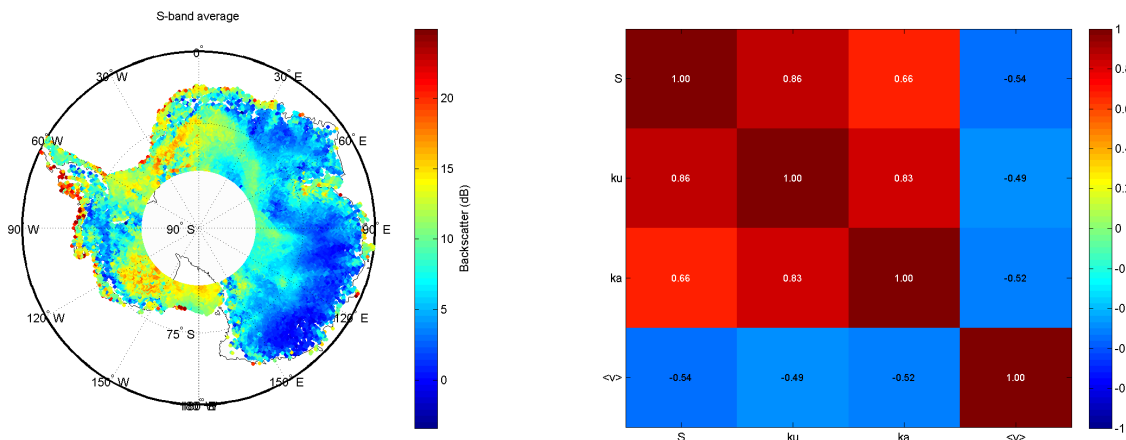 S-band average
0°
30° W
30° E
60° W
60° E
90° W
90° S
90° E
120° W
120° E
75° S
150° W
150° E
20
15
10
5
0
Backscatter (dB)
S
1.00
0.86
0.66
-0.54
ku
0.86
1.00
0.83
-0.49
ka
0.66
0.83
1.00
-0.52
<v>
-0.54
-0.49
-0.52
1.00
S
ku
ka
<v>
1
0
-1